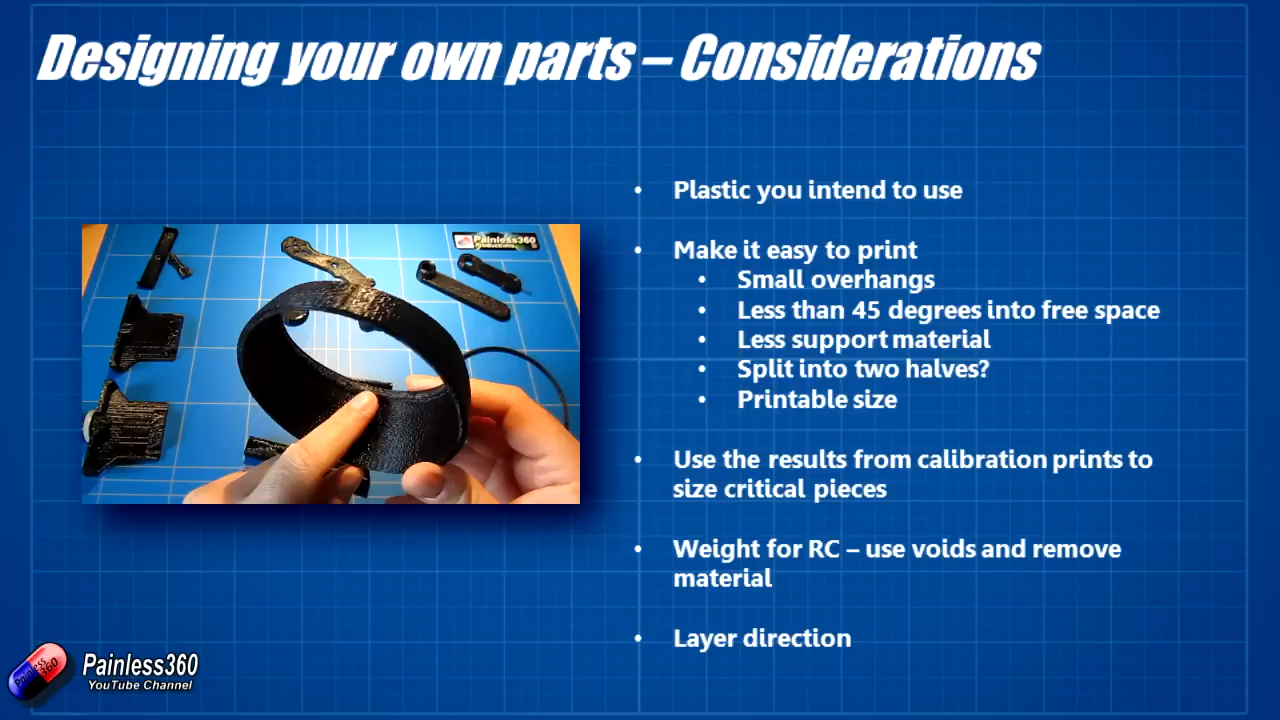 Designing your own parts – Considerations
• Plastic you intend to use
• Make it easy to print
• Small overhangs
• Less than 45 degrees into free space
• Less support material
• Split into two halves?
• Printable size
• Use the results from calibration prints to
size critical pieces
• Weight for RC – use voids and remove
material
• Layer direction
Painless360
Productions
Painless
360
Painless360
YouTube Channel